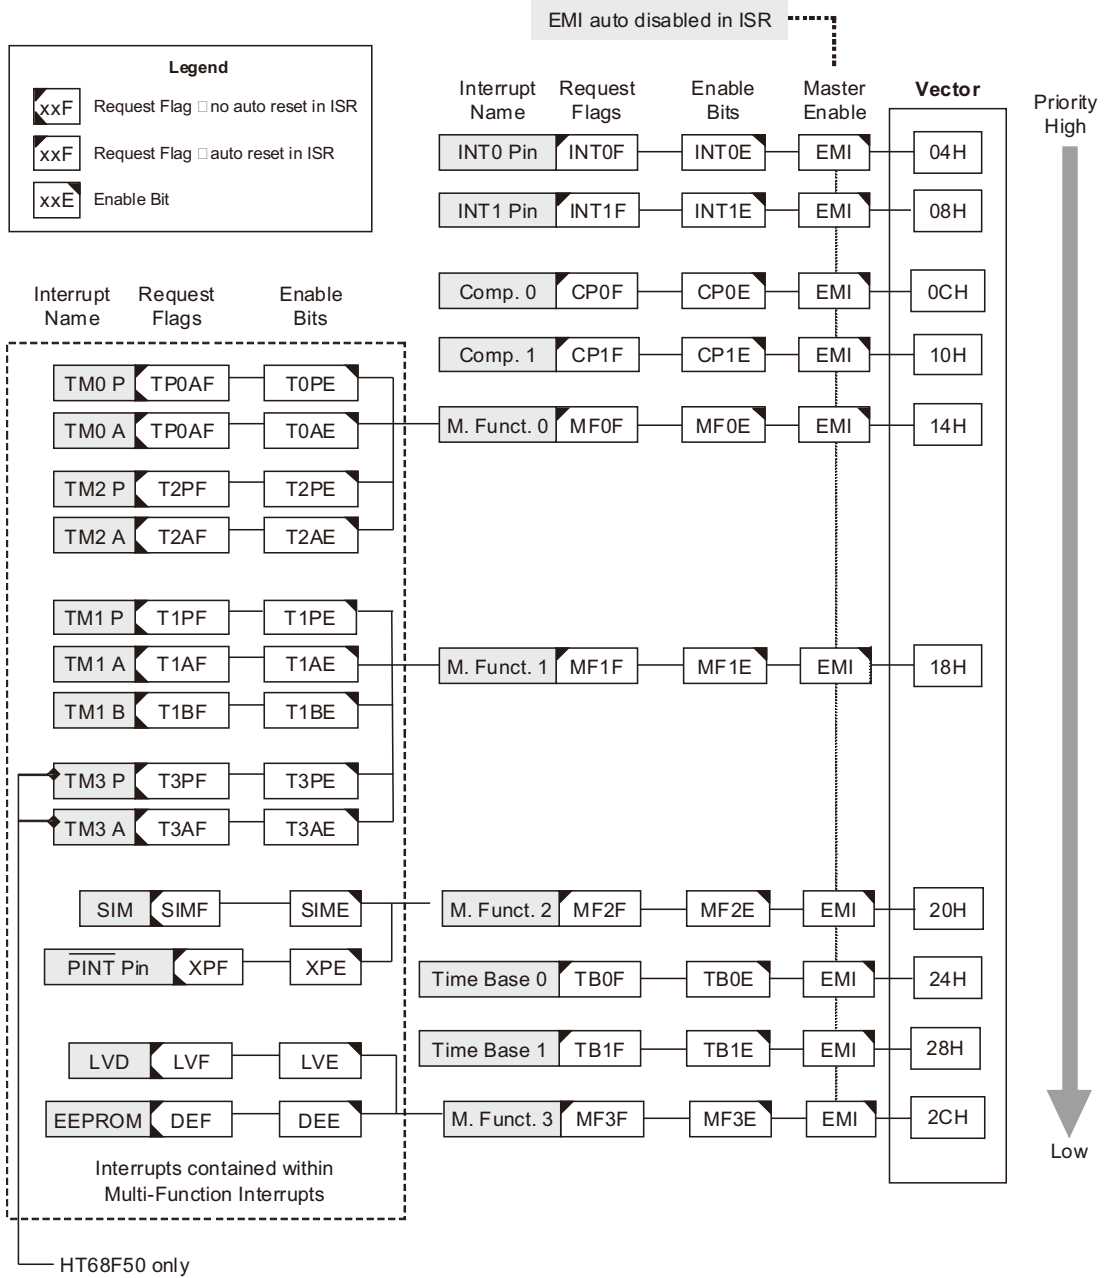 EMI auto disabled in ISR
Legend
xxF Request Flag □ no auto reset in ISR
xxF Request Flag □ auto reset in ISR
xxE Enable Bit
Interrupt Name
Request Flags
Enable Bits
Master Enable
Vector
Priority High
INT0 Pin INT0F INT0E EMI 04H
INT1 Pin INT1F INT1E EMI 08H
Comp. 0 CP0F CP0E EMI 0CH
Comp. 1 CP1F CP1E EMI 10H
M. Funct. 0 MF0F MF0E EMI 14H
M. Funct. 1 MF1F MF1E EMI 18H
M. Funct. 2 MF2F MF2E EMI 20H
Time Base 0 TB0F TB0E EMI 24H
Time Base 1 TB1F TB1E EMI 28H
M. Funct. 3 MF3F MF3E EMI 2CH
Low
Interrupt Name
Request Flags
Enable Bits
TM0 P TP0AF T0PE
TM0 A TP0AF T0AE
TM2 P T2PF T2PE
TM2 A T2AF T2AE
TM1 P T1PF T1PE
TM1 A T1AF T1AE
TM1 B T1BF T1BE
TM3 P T3PF T3PE
TM3 A T3AF T3AE
SIM SIMF SIME
PINT Pin XPF XPE
LVD LVF LVE
EEPROM DEF DEE
Interrupts contained within
Multi-Function Interrupts
HT68F50 only